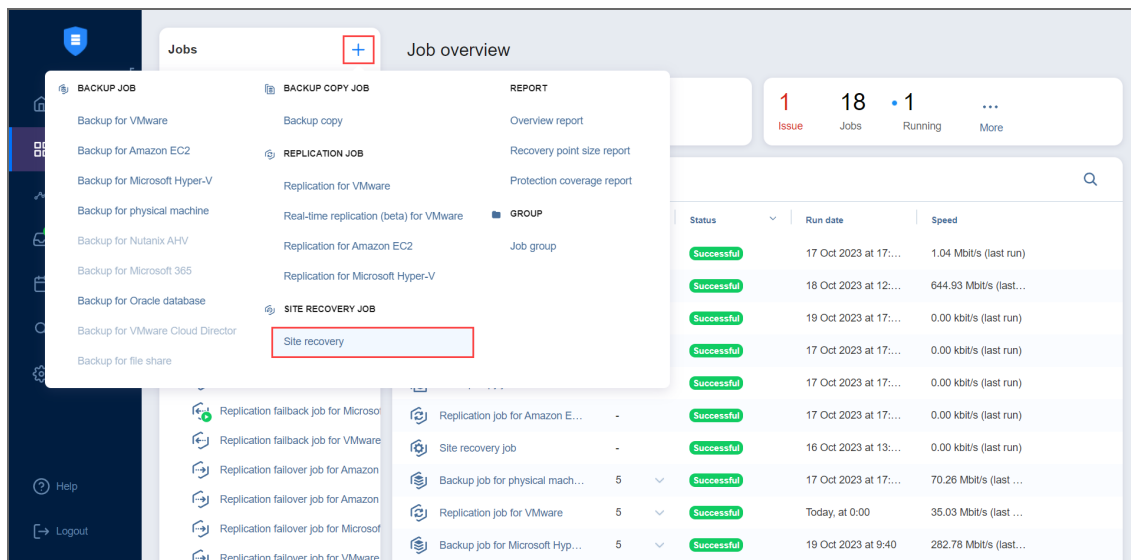 Jobs
Job overview
BACKUP JOB
Backup for VMware
Backup for Amazon EC2
Backup for Microsoft Hyper-V
Backup for physical machine
Backup for Nutanix AHV
Backup for Microsoft 365
Backup for Oracle database
Backup for VMware Cloud Director
Backup for file share
BACKUP COPY JOB
Backup copy
REPLICATION JOB
Replication for VMware
Real-time replication (beta) for VMware
Replication for Amazon EC2
Replication for Microsoft Hyper-V
SITE RECOVERY JOB
Site recovery
REPORT
Overview report
Recovery point size report
Protection coverage report
GROUP
Job group
1 18 1 ...
Issue Jobs Running More
Status Run date Speed
Successful 17 Oct 2023 at 17:... 1.04 Mbit/s (last run)
Successful 18 Oct 2023 at 12:... 644.93 Mbit/s (last...
Successful 19 Oct 2023 at 17:... 0.00 kbit/s (last run)
Successful 17 Oct 2023 at 17:... 0.00 kbit/s (last run)
Successful 17 Oct 2023 at 17:... 0.00 kbit/s (last run)
Replication job for Amazon E... - Successful 17 Oct 2023 at 17:... 0.00 kbit/s (last run)
Site recovery job - Successful 16 Oct 2023 at 13:... 0.00 kbit/s (last run)
Backup job for physical mach... 5 Successful 17 Oct 2023 at 17:... 70.26 Mbit/s (last ...
Replication job for VMware 5 Successful Today, at 0:00 35.03 Mbit/s (last ...
Backup job for Microsoft Hyp... 5 Successful 19 Oct 2023 at 9:40 282.78 Mbit/s (last...
Replication failback job for Microsof
Replication failback job for VMware
Replication failover job for Amazon
Replication failover job for Amazon
Replication failover job for Microsof
Replication failover job for VMware
Help
Logout